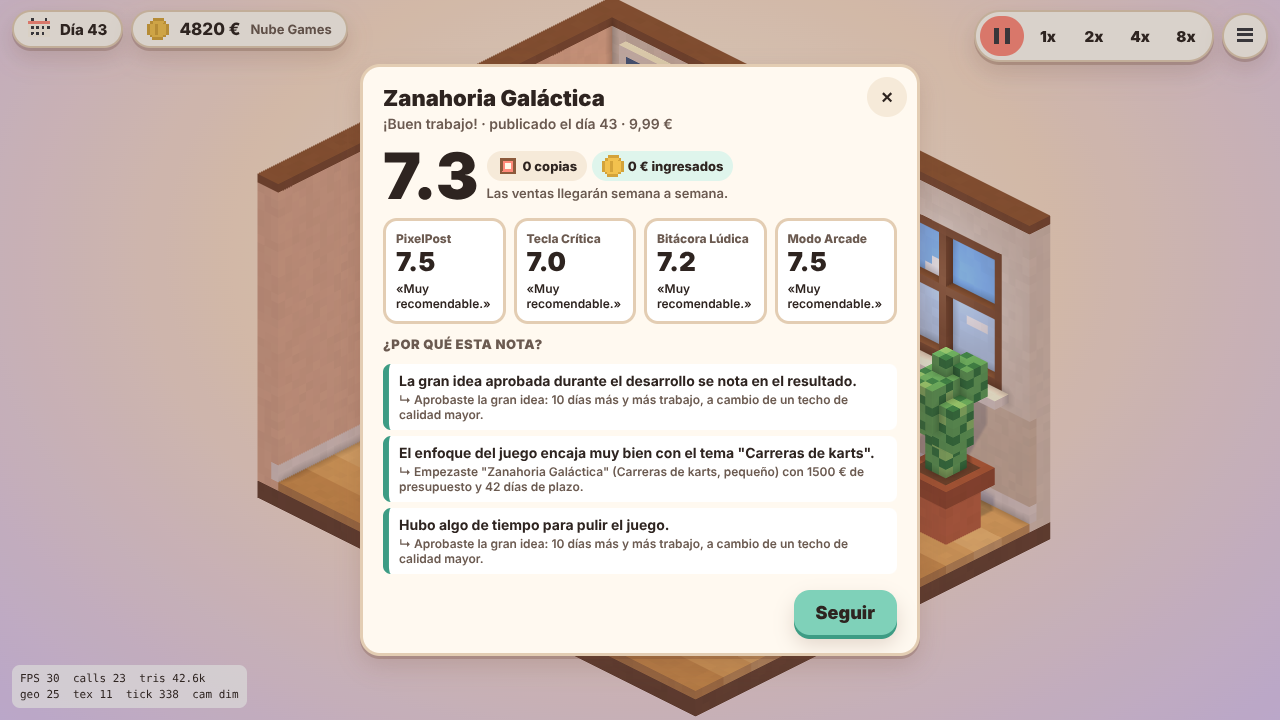 Día 43
4820 € Nube Games
1x 2x 4x 8x
Zanahoria Galáctica
×
¡Buen trabajo! · publicado el día 43 · 9,99 €
7.3
0 copias
0 € ingresados
Las ventas llegarán semana a semana.
PixelPost
7.5
«Muy
recomendable.»
Tecla Crítica
7.0
«Muy
recomendable.»
Bitácora Lúdica
7.2
«Muy
recomendable.»
Modo Arcade
7.5
«Muy
recomendable.»
¿POR QUÉ ESTA NOTA?
La gran idea aprobada durante el desarrollo se nota en el resultado.
↳ Aprobaste la gran idea: 10 días más y más trabajo, a cambio de un techo de
calidad mayor.
El enfoque del juego encaja muy bien con el tema "Carreras de karts".
↳ Empezaste "Zanahoria Galáctica" (Carreras de karts, pequeño) con 1500 € de
presupuesto y 42 días de plazo.
Hubo algo de tiempo para pulir el juego.
↳ Aprobaste la gran idea: 10 días más y más trabajo, a cambio de un techo de
calidad mayor.
Seguir
FPS 30 calls 23 tris 42.6k
geo 25 tex 11 tick 338 cam dim